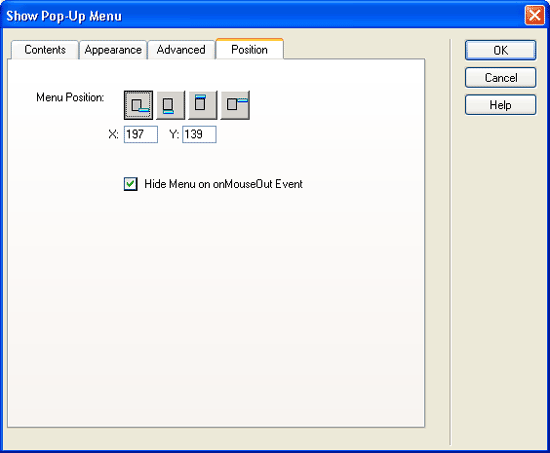 Show Pop-Up Menu
Contents Appearance Advanced Position
OK
Cancel
Help
Menu Position:
X: 197 Y: 139
Hide Menu on onMouseOut Event